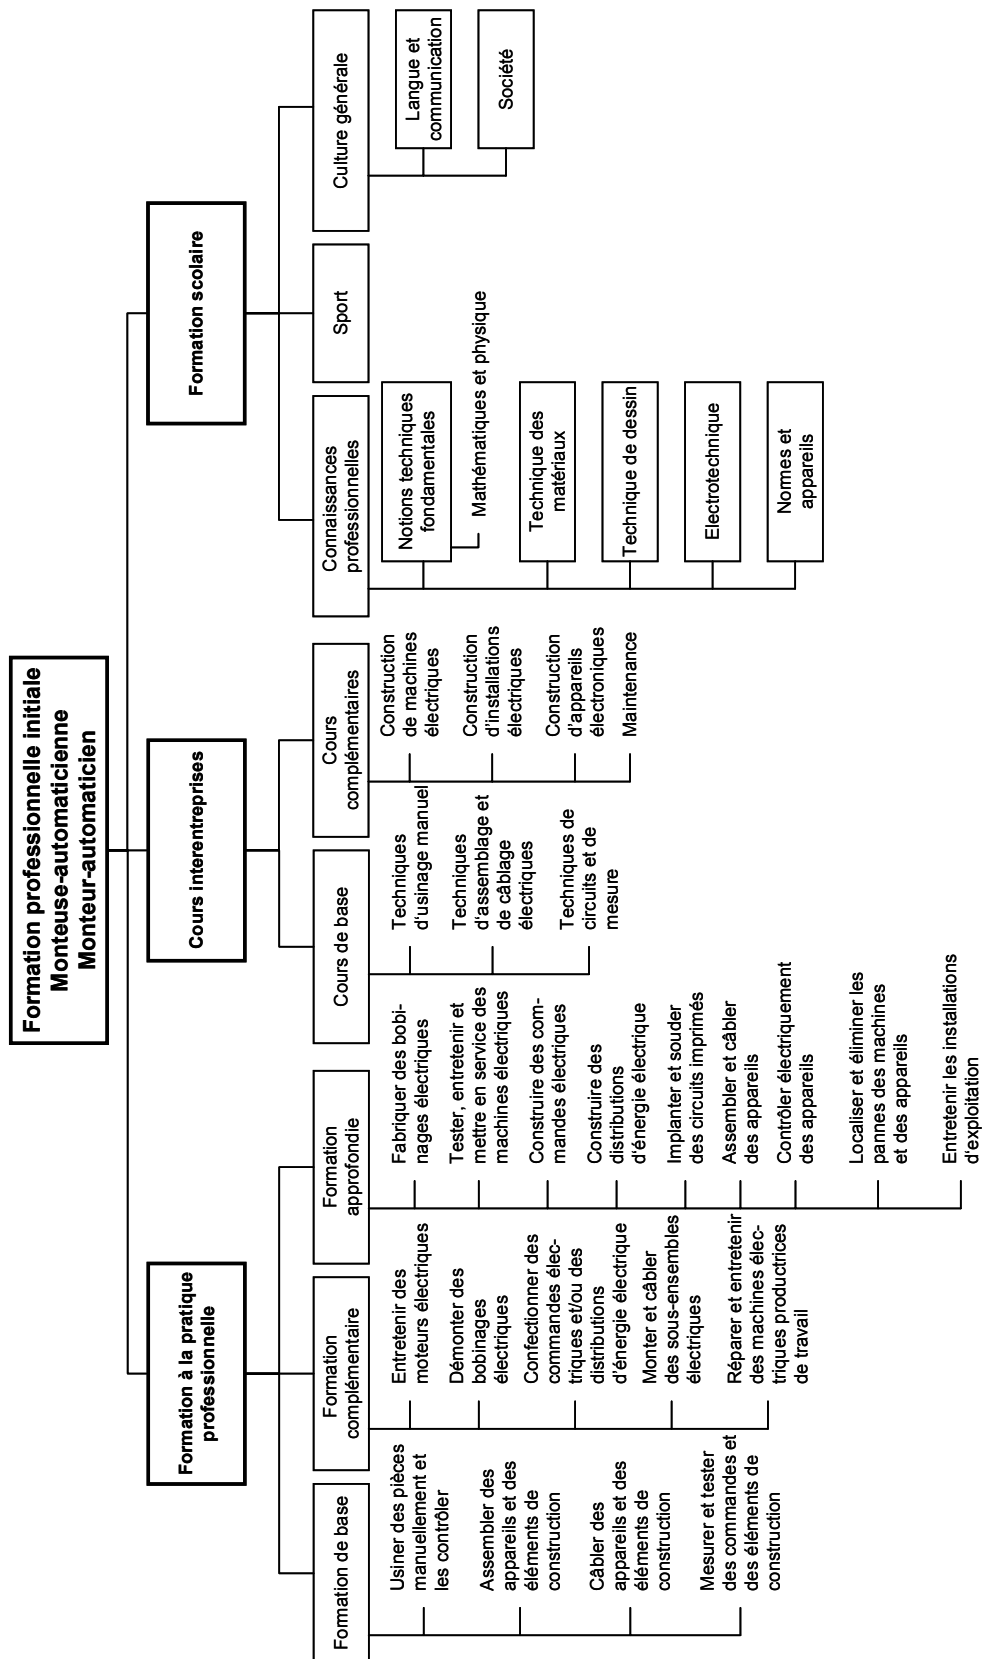 Formation professionnelle initiale
Monteuse-automaticienne
Monteur-automaticien
Formation à la pratique
professionnelle
Cours interentreprises
Formation scolaire
Formation de base
Usiner des pièces
manuellement et
les contrôler
Assembler des
appareils et des
éléments de
construction
Câbler des
appareils et des
éléments de
construction
Mesurer et tester
des commandes et
des éléments de
construction
Formation
complémentaire
Entretenir des
moteurs électriques
Démonter des
bobinages
électriques
Confectionner des
commandes élec-
triques et/ou des
distributions
d'énergie électrique
Monter et câbler
des sous-ensembles
électriques
Réparer et entretenir
des machines élec-
triques productrices
de travail
Formation
approfondie
Fabriquer des bobi-
nages électriques
Tester, entretenir et
mettre en service des
machines électriques
Construire des com-
mandes électriques
Construire des
distributions
d'énergie électrique
Implanter et souder
des circuits imprimés
Assembler et câbler
des appareils
Contrôler électriquement
des appareils
Localiser et éliminer les
pannes des machines
et des appareils
Entretenir les installations
d'exploitation
Cours de base
Techniques
d'usinage manuel
Techniques
d'assemblage et
de câblage
électriques
Techniques de
circuits et de
mesure
Cours
complémentaires
Construction
de machines
électriques
Construction
d'installations
électriques
Construction
d'appareils
électroniques
Maintenance
Connaissances
professionnelles
Notions techniques
fondamentales
Mathématiques et physique
Technique des
matériaux
Technique de dessin
Electrotechnique
Normes et
appareils
Sport
Culture générale
Langue et
communication
Société